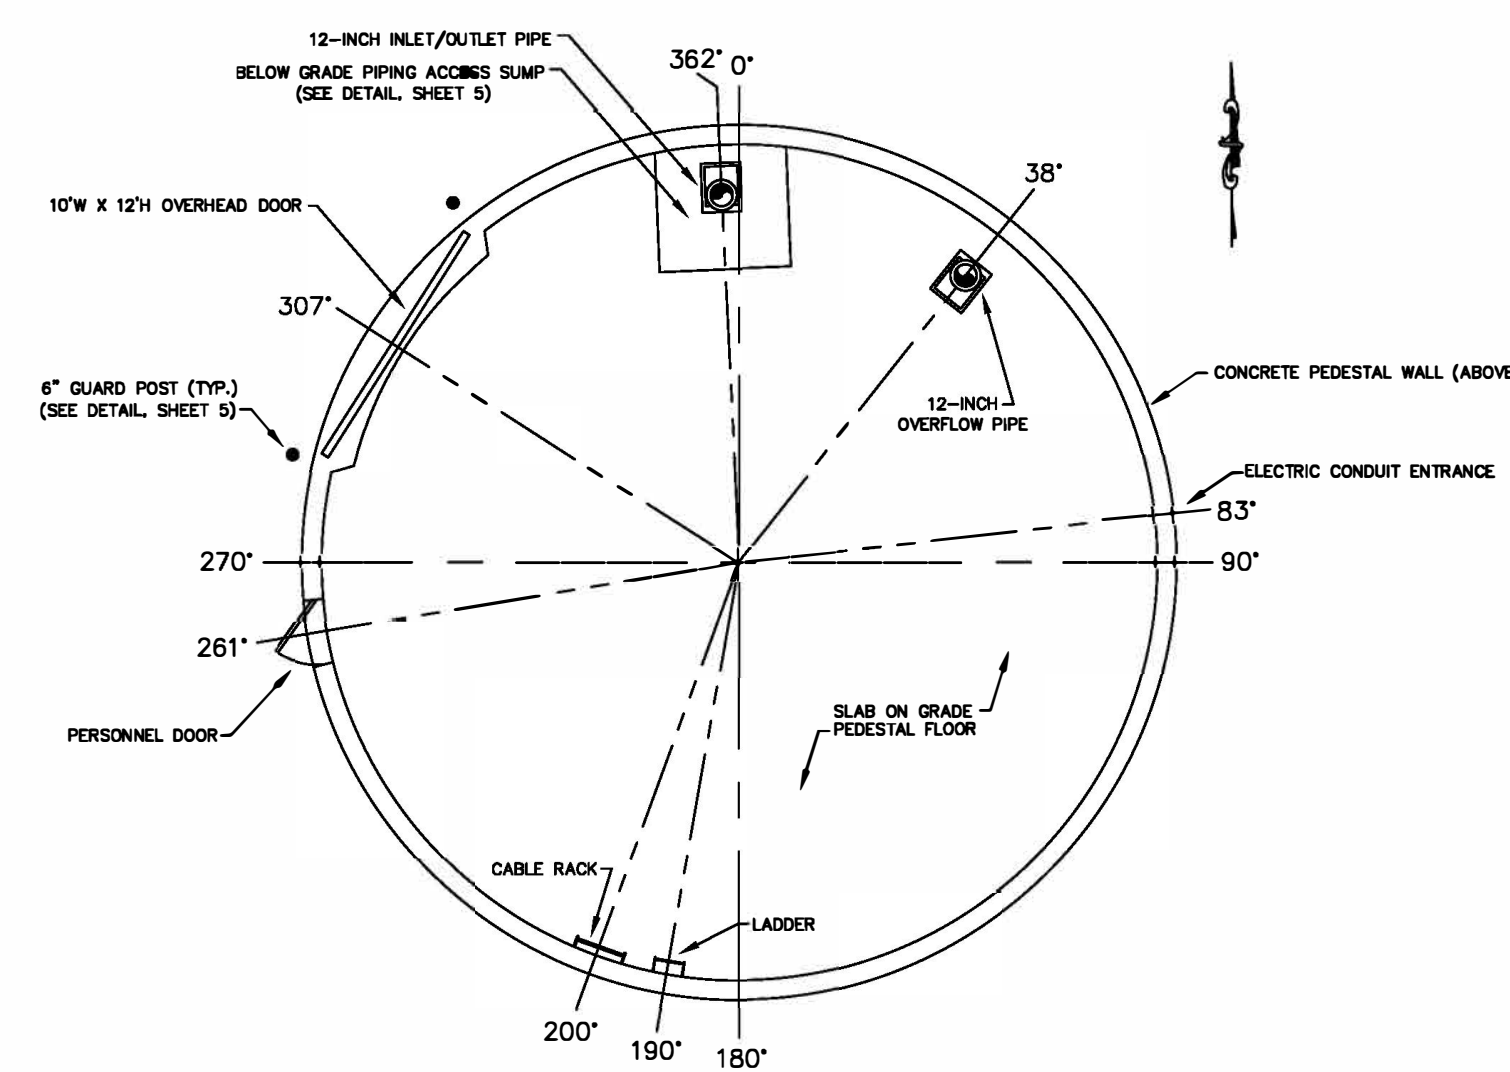 12-INCH INLET/OUTLET PIPE
BELOW GRADE PIPING ACCESS SUMP
(SEE DETAIL, SHEET 5)
362°
0°
38°
10'W X 12'H OVERHEAD DOOR
307°
6" GUARD POST (TYP.)
(SEE DETAIL, SHEET 5)
12-INCH
OVERFLOW PIPE
CONCRETE PEDESTAL WALL (ABOVE
ELECTRIC CONDUIT ENTRANCE
83°
270°
90°
261°
PERSONNEL DOOR
SLAB ON GRADE
PEDESTAL FLOOR
CABLE RACK
LADDER
200°
190°
180°